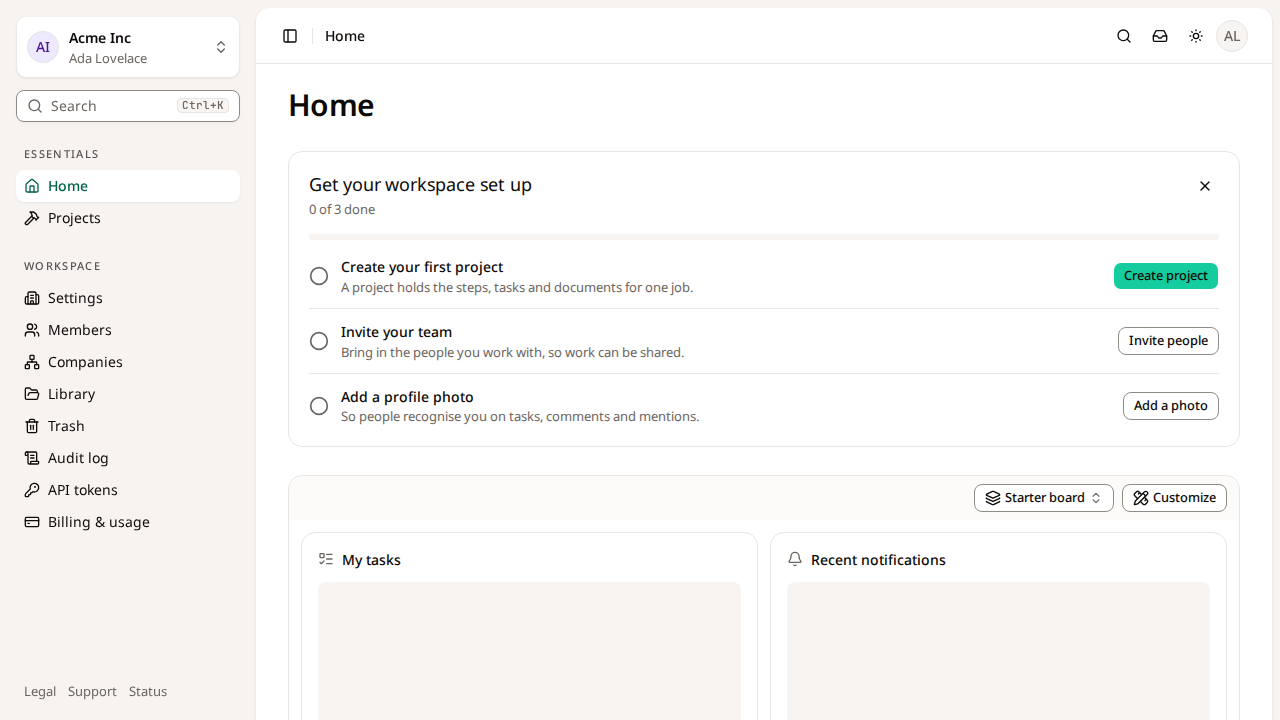 AI
Acme Inc
Ada Lovelace
Search
Ctrl+K
ESSENTIALS
Home
Projects
WORKSPACE
Settings
Members
Companies
Library
Trash
Audit log
API tokens
Billing & usage
Legal Support Status
Home
AL
Home
Get your workspace set up
0 of 3 done
Create your first project
A project holds the steps, tasks and documents for one job.
Create project
Invite your team
Bring in the people you work with, so work can be shared.
Invite people
Add a profile photo
So people recognise you on tasks, comments and mentions.
Add a photo
Starter board
Customize
My tasks
Recent notifications